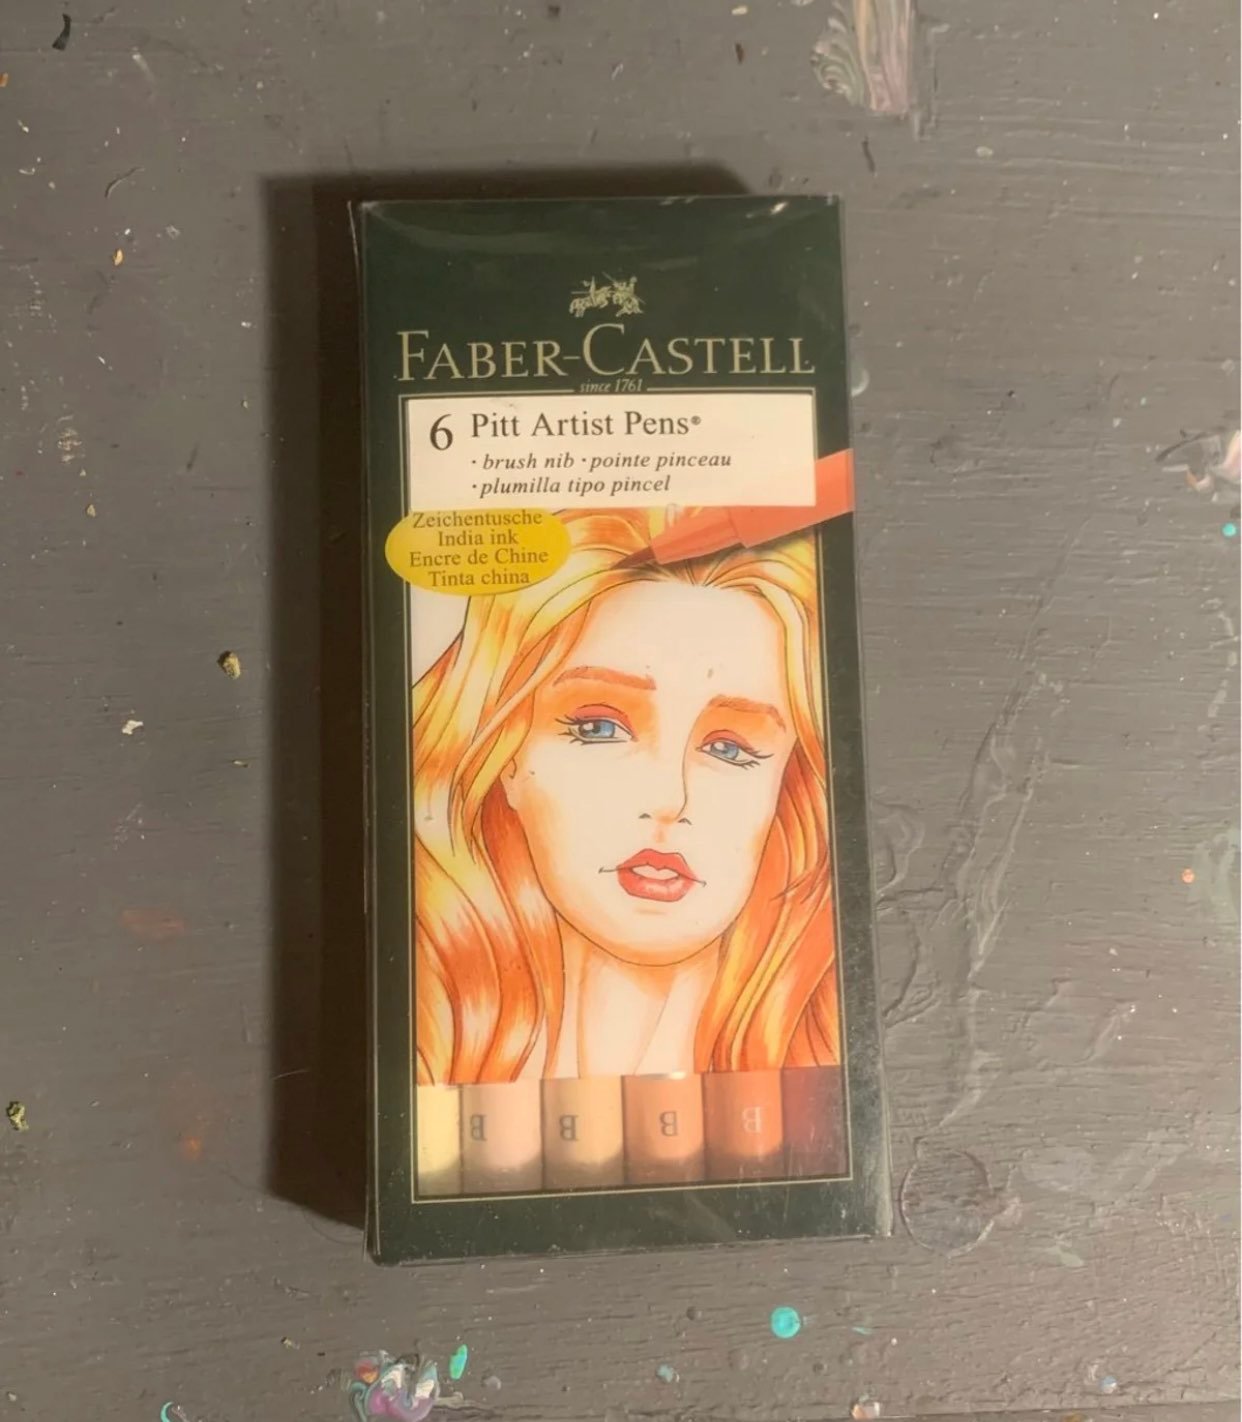 FABER-CASTELL
since 1761
6 Pitt Artist Pens®
· brush nib · pointe pinceau
· plumilla tipo pincel
Zeichentusche
India ink
Encre de Chine
Tinta china
B B B B